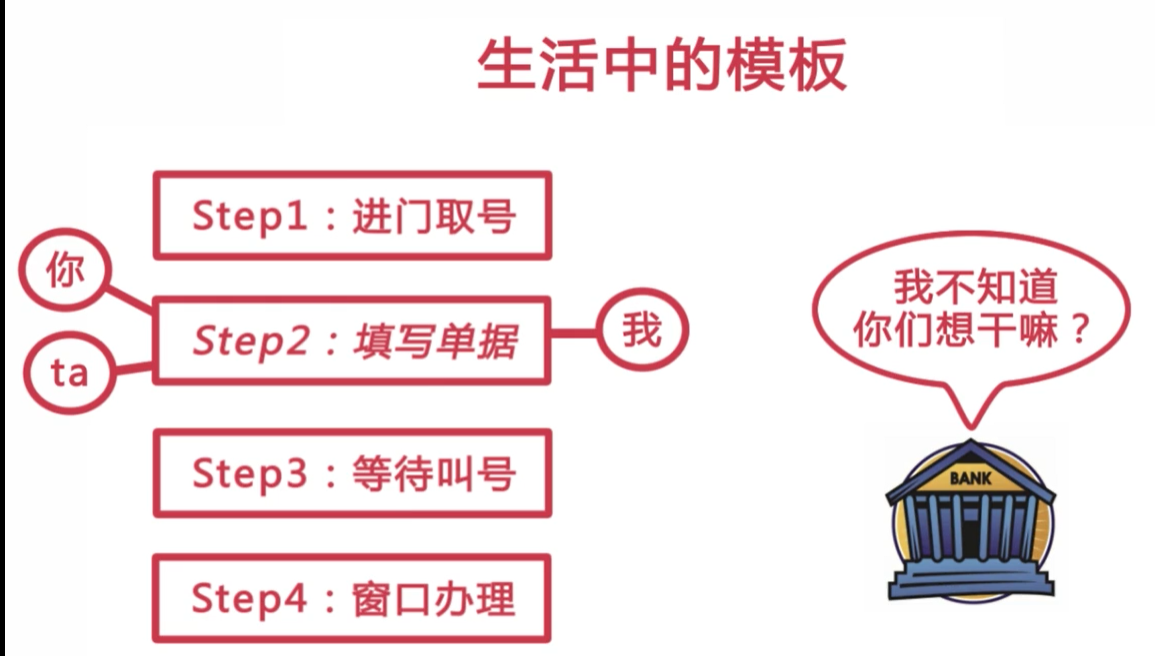 生活中的模板
Step1：进门取号
你
Step2：填写单据
我
ta
Step3：等待叫号
Step4：窗口办理
我不知道
你们想干嘛？
BANK